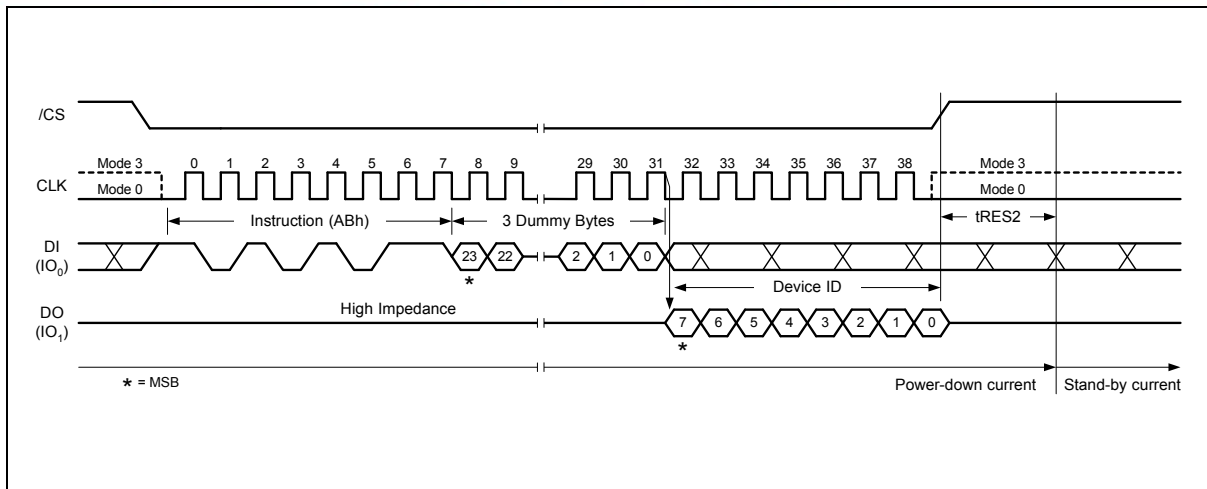 /CS
Mode 3 0 1 2 3 4 5 6 7 8 9 29 30 31 32 33 34 35 36 37 38 Mode 3
CLK Mode 0 Mode 0
Instruction (ABh) 3 Dummy Bytes tRES2
DI
(IO0) 23 22 2 1 0
*
Device ID
High Impedance
DO
(IO1) 7 6 5 4 3 2 1 0
*
* = MSB
Power-down current Stand-by current